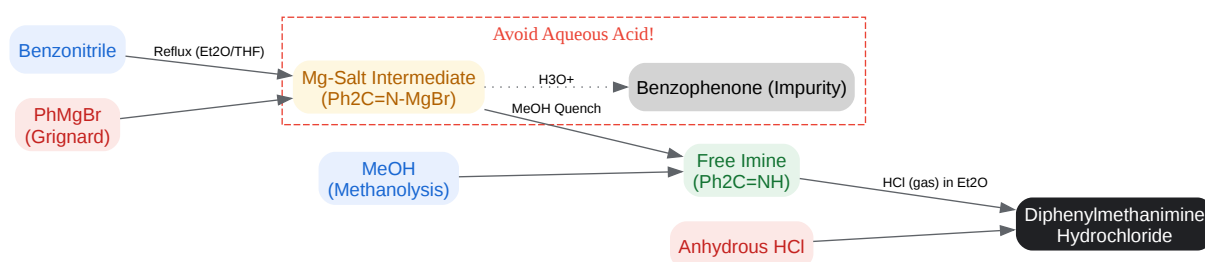 Avoid Aqueous Acid!
Benzonitrile
Reflux (Et2O/THF)
Mg-Salt Intermediate
(Ph2C=N-MgBr)
H3O+
Benzophenone (Impurity)
PhMgBr
(Grignard)
MeOH Quench
MeOH
(Methanolysis)
Free Imine
(Ph2C=NH)
HCl (gas) in Et2O
Anhydrous HCl
Diphenylmethanimine
Hydrochloride